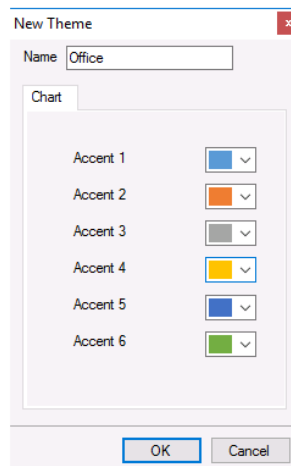 New Theme x
Name Office
Chart
Accent 1
Accent 2
Accent 3
Accent 4
Accent 5
Accent 6
OK Cancel